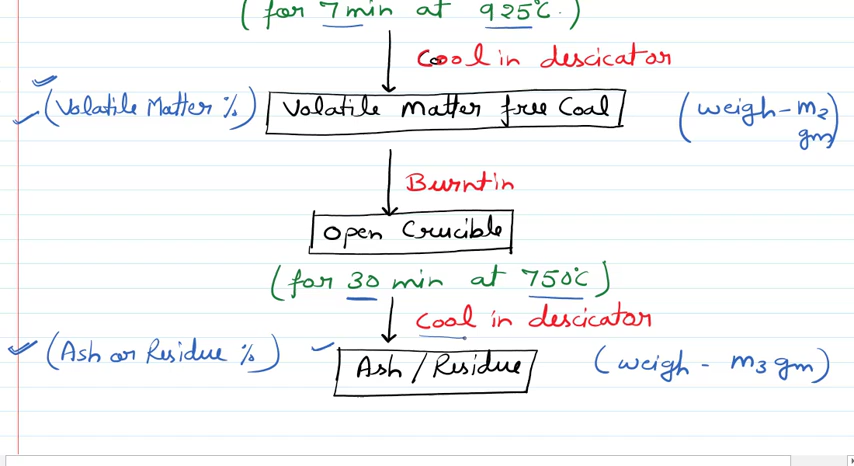 (for 7 min at 925°C.)
Cool in descicator
(Volatile Matter %) Volatile Matter free Coal (weigh - m2 gm)
Burnt in
Open Crucible
(for 30 min at 750°C)
Cool in descicator
(Ash or Residue %) Ash / Residue (weigh - m3 gm)